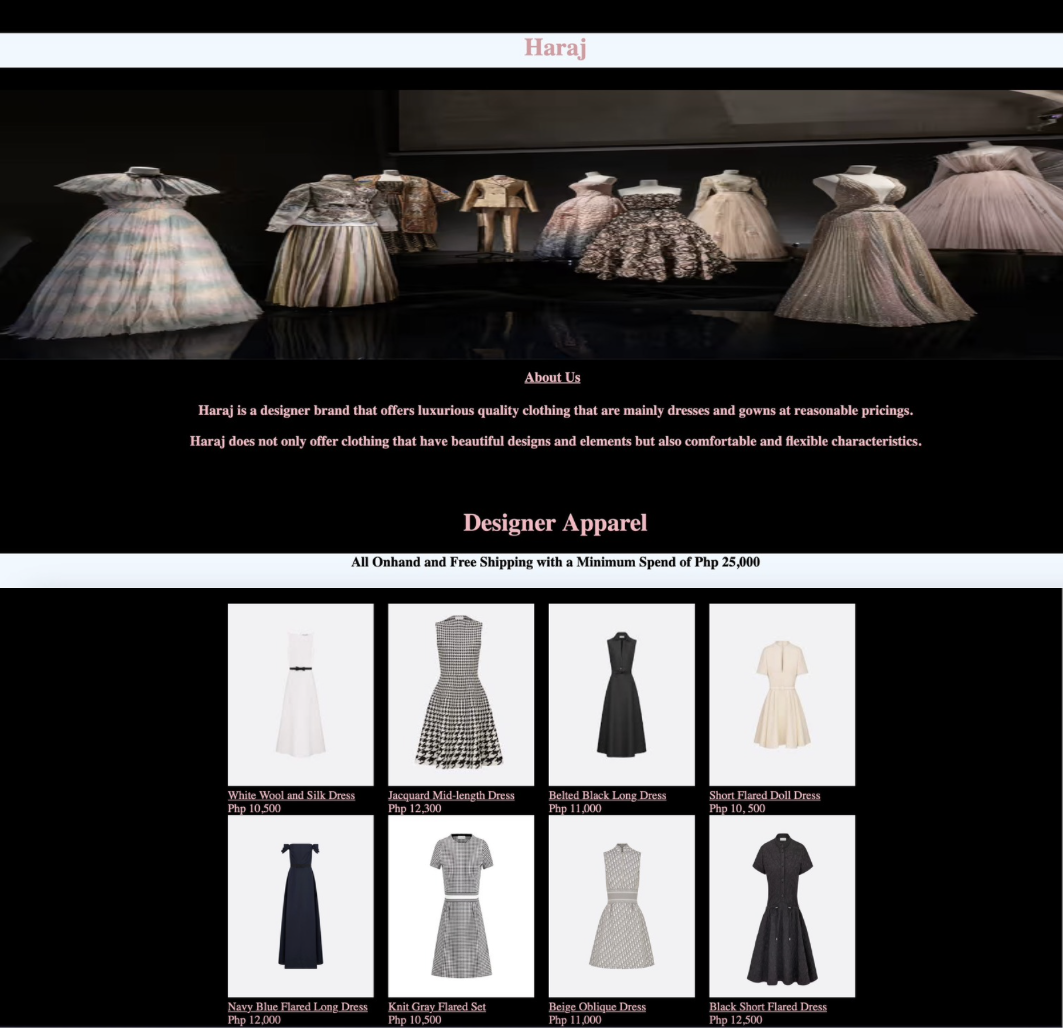 Haraj
About Us
Haraj is a designer brand that offers luxurious quality clothing that are mainly dresses and gowns at reasonable pricings.
Haraj does not only offer clothing that have beautiful designs and elements but also comfortable and flexible characteristics.
Designer Apparel
All Onhand and Free Shipping with a Minimum Spend of Php 25,000
White Wool and Silk Dress
Php 10,500
Jacquard Mid-length Dress
Php 12,300
Belted Black Long Dress
Php 11,000
Short Flared Doll Dress
Php 10, 500
Navy Blue Flared Long Dress
Php 12,000
Knit Gray Flared Set
Php 10,500
Beige Oblique Dress
Php 11,000
Black Short Flared Dress
Php 12,500